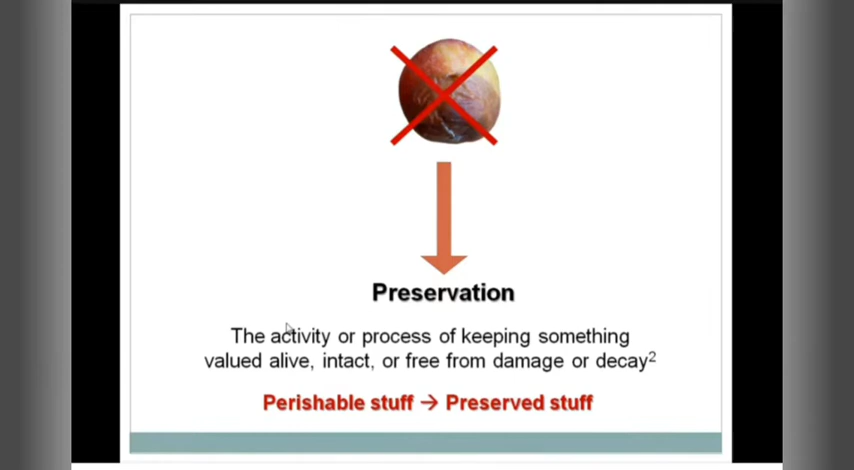 Preservation
The activity or process of keeping something
valued alive, intact, or free from damage or decay²
Perishable stuff → Preserved stuff